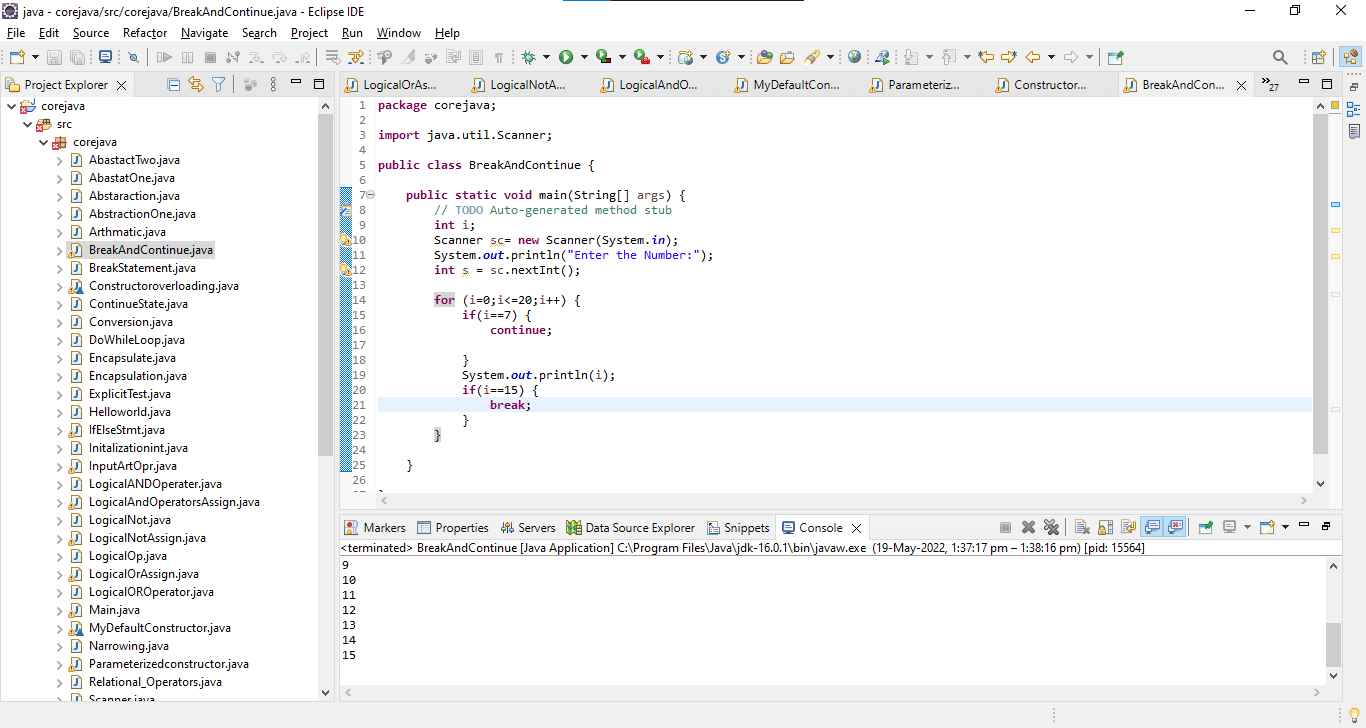 java - corejava/src/corejava/BreakAndContinue.java - Eclipse IDE
File Edit Source Refactor Navigate Search Project Run Window Help
Project Explorer
corejava
src
corejava
AbastactTwo.java
AbastatOne.java
Abstaraction.java
AbstractionOne.java
Arthmatic.java
BreakAndContinue.java
BreakStatement.java
Constructoroverloading.java
ContinueState.java
Conversion.java
DoWhileLoop.java
Encapsulate.java
Encapsulation.java
ExplicitTest.java
Helloworld.java
IfElseStmt.java
Initalizationint.java
InputArtOpr.java
LogicalANDOperater.java
LogicalAndOperatorsAssign.java
LogicalNot.java
LogicalNotAssign.java
LogicalOp.java
LogicalOrAssign.java
LogicalOROperator.java
Main.java
MyDefaultConstructor.java
Narrowing.java
Parameterizedconstructor.java
Relational_Operators.java
Scanner.java
LogicalOrAs... LogicalNotA... LogicalAndO... MyDefaultCon... Parameteriz... Constructor... BreakAndCon... »27
1 package corejava;
2
3 import java.util.Scanner;
4
5 public class BreakAndContinue {
6
7 public static void main(String[] args) {
8 // TODO Auto-generated method stub
9 int i;
10 Scanner sc= new Scanner(System.in);
11 System.out.println("Enter the Number:");
12 int s = sc.nextInt();
13
14 for (i=0;i<=20;i++) {
15 if(i==7) {
16 continue;
17
18 }
19 System.out.println(i);
20 if(i==15) {
21 break;
22 }
23 }
24
25 }
26
Markers Properties Servers Data Source Explorer Snippets Console
<terminated> BreakAndContinue [Java Application] C:\Program Files\Java\jdk-16.0.1\bin\javaw.exe (19-May-2022, 1:37:17 pm – 1:38:16 pm) [pid: 15564]
9
10
11
12
13
14
15